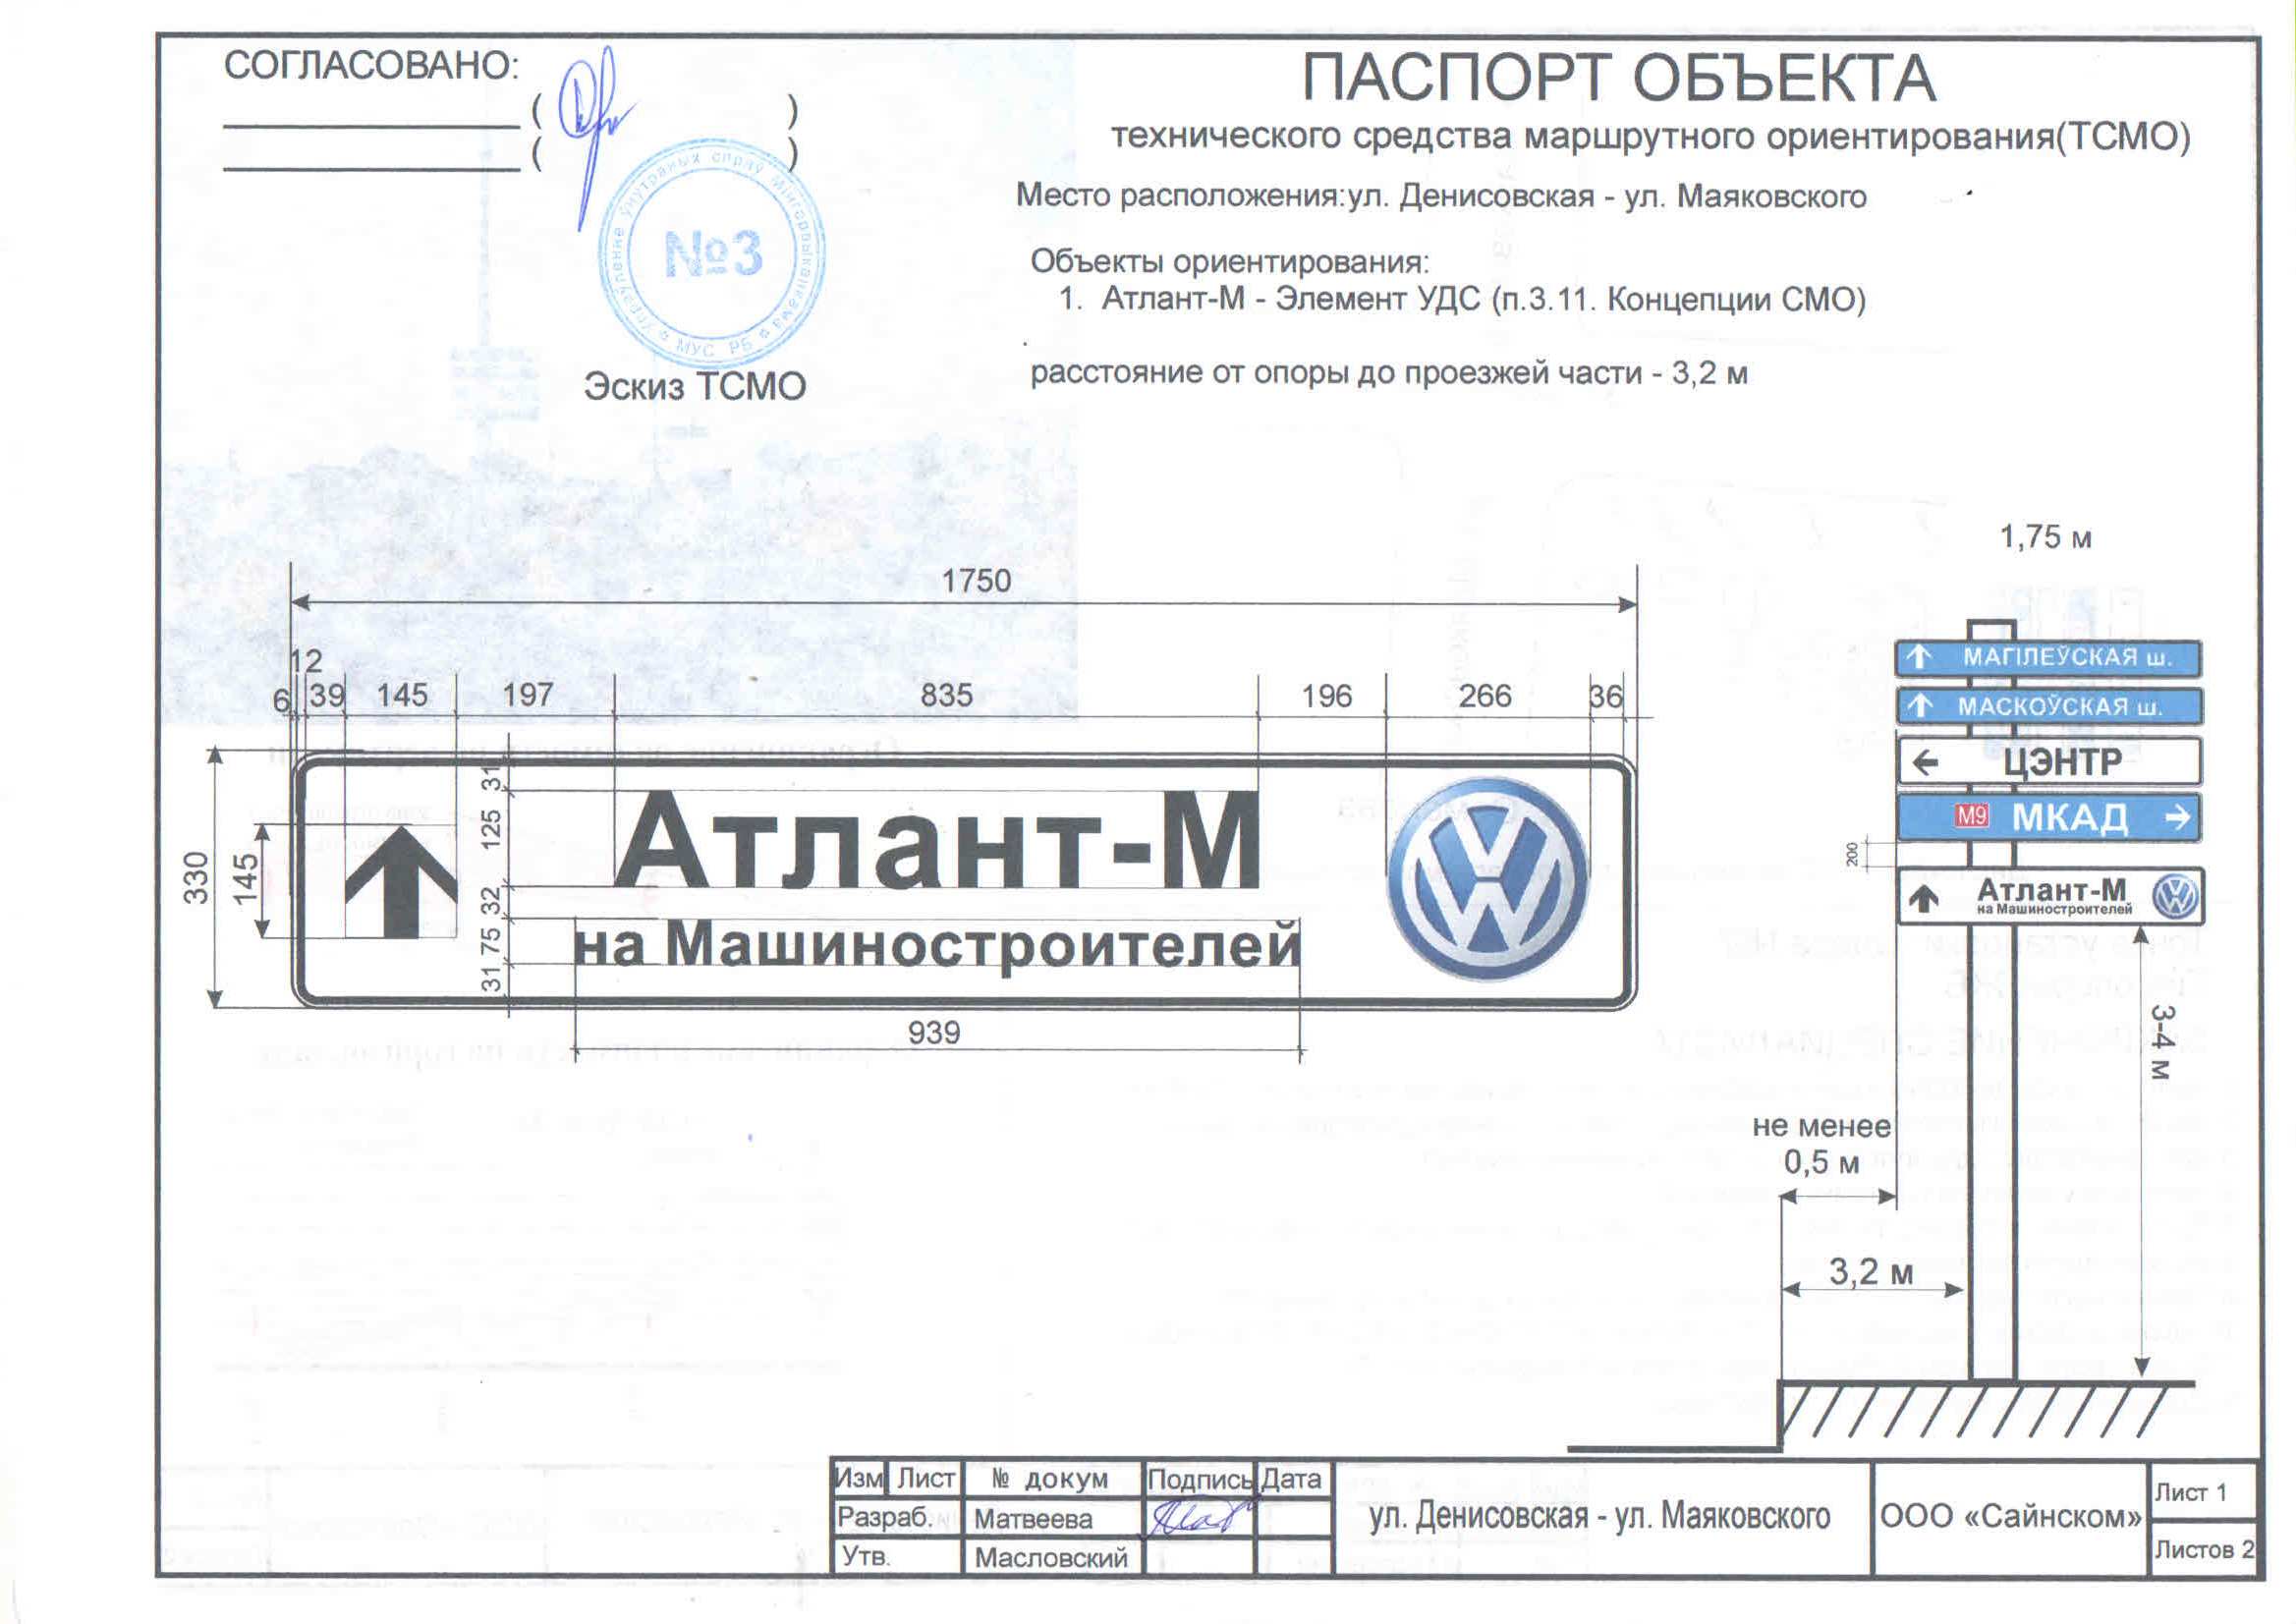 СОГЛАСОВАНО:
( )
( )
Упраўленне ўнутраных спраў Мінгорвыканкама
МУС РБ
№3
Эскиз ТСМО
ПАСПОРТ ОБЪЕКТА
технического средства маршрутного ориентирования(ТСМО)
Место расположения:ул. Денисовская - ул. Маяковского
Объекты ориентирования:
1. Атлант-М - Элемент УДС (п.3.11. Концепции СМО)
расстояние от опоры до проезжей части - 3,2 м
1750
12
6 39 145 197 835 196 266 36
330
145
31
125
32
75
31
Атлант-М
на Машиностроителей
939
1,75 м
МАГІЛЕЎСКАЯ ш.
МАСКОЎСКАЯ ш.
ЦЭНТР
М9 МКАД
200
Атлант-М
на Машиностроителей
3-4 м
не менее
0,5 м
3,2 м
Изм Лист № докум Подпись Дата
Разраб. Матвеева
Утв. Масловский
ул. Денисовская - ул. Маяковского
ООО «Сайнском»
Лист 1
Листов 2